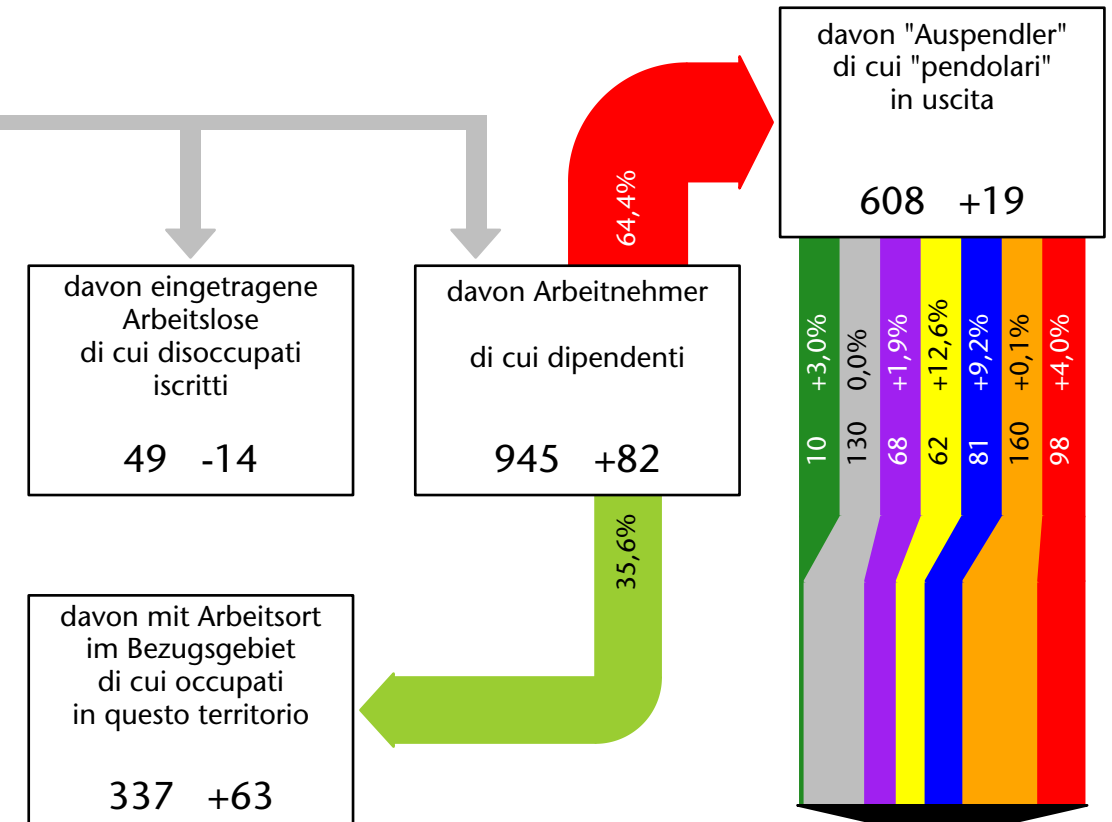 davon "Auspendler"
di cui "pendolari"
in uscita
608 +19
64,4%
davon eingetragene
Arbeitslose
di cui disoccupati
iscritti
49 -14
davon Arbeitnehmer
di cui dipendenti
945 +82
10 +3,0%
130 0,0%
68 +1,9%
62 +12,6%
81 +9,2%
160 +0,1%
98 +4,0%
35,6%
davon mit Arbeitsort
im Bezugsgebiet
di cui occupati
in questo territorio
337 +63